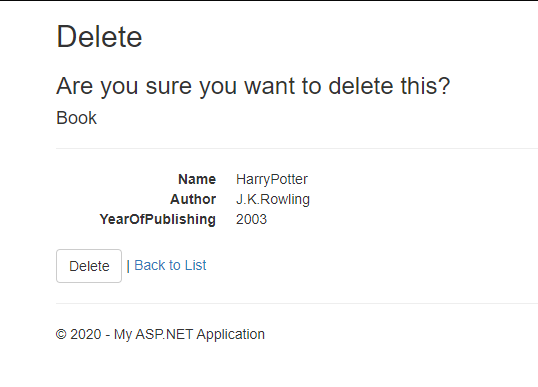 Delete
Are you sure you want to delete this?
Book
Name HarryPotter
Author J.K.Rowling
YearOfPublishing 2003
Delete | Back to List
© 2020 - My ASP.NET Application